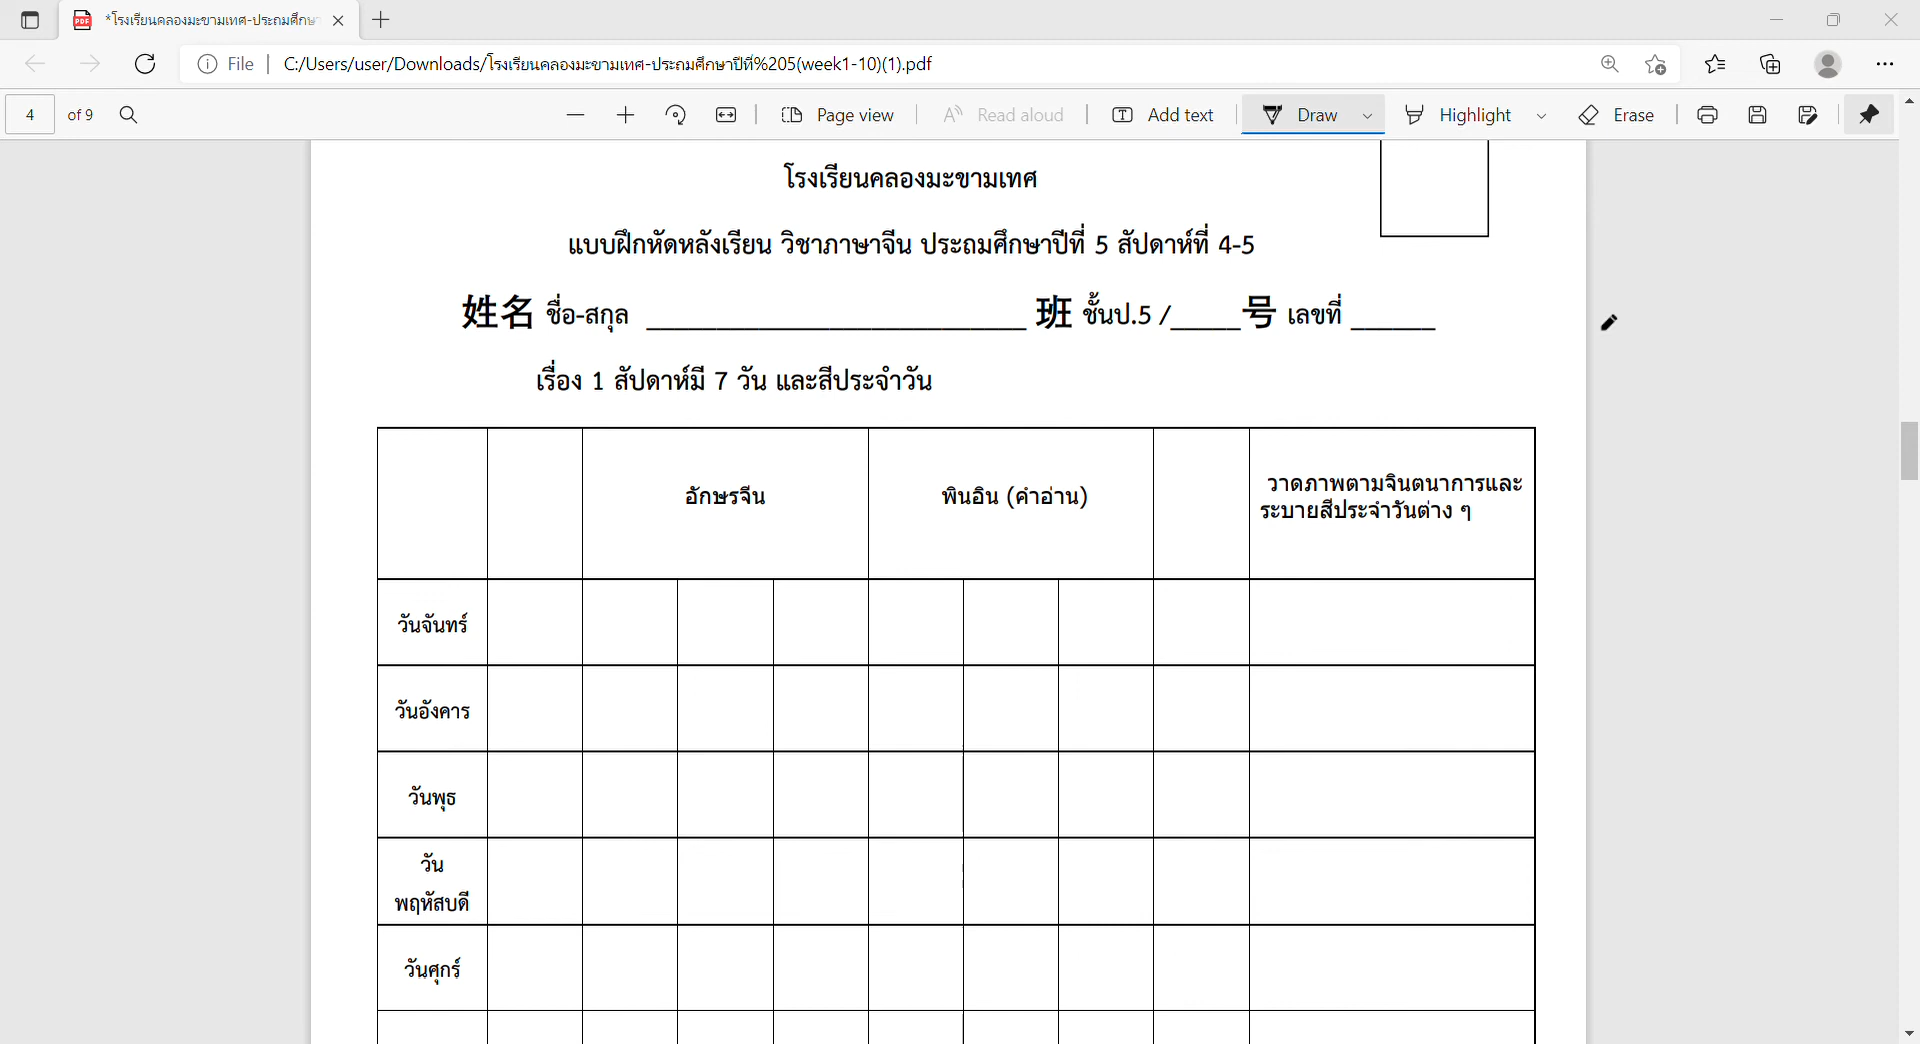 *โรงเรียนคลองมะขามเทศ-ประถมศึกษ
File
C:/Users/user/Downloads/โรงเรียนคลองมะขามเทศ-ประถมศึกษาปีที่%205(week1-10)(1).pdf
4 of 9
Page view
Read aloud
Add text
Draw
Highlight
Erase
โรงเรียนคลองมะขามเทศ
แบบฝึกหัดหลังเรียน วิชาภาษาจีน ประถมศึกษาปีที่ 5 สัปดาห์ที่ 4-5
姓名 ชื่อ-สกุล ___________________________ 班 ชั้นป.5 /_____号 เลขที่ ______
เรื่อง 1 สัปดาห์มี 7 วัน และสีประจำวัน
อักษรจีน
พินอิน (คำอ่าน)
วาดภาพตามจินตนาการและ
ระบายสีประจำวันต่าง ๆ
วันจันทร์
วันอังคาร
วันพุธ
วัน
พฤหัสบดี
วันศุกร์